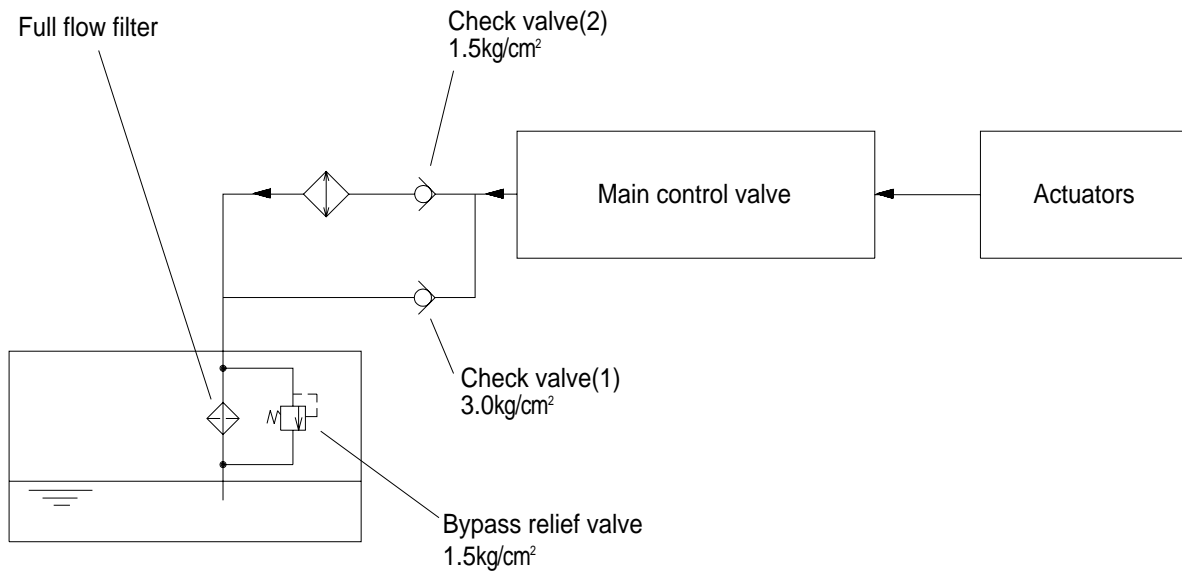 Full flow filter
Check valve(2)
1.5kg/cm²
Main control valve
Actuators
Check valve(1)
3.0kg/cm²
Bypass relief valve
1.5kg/cm²